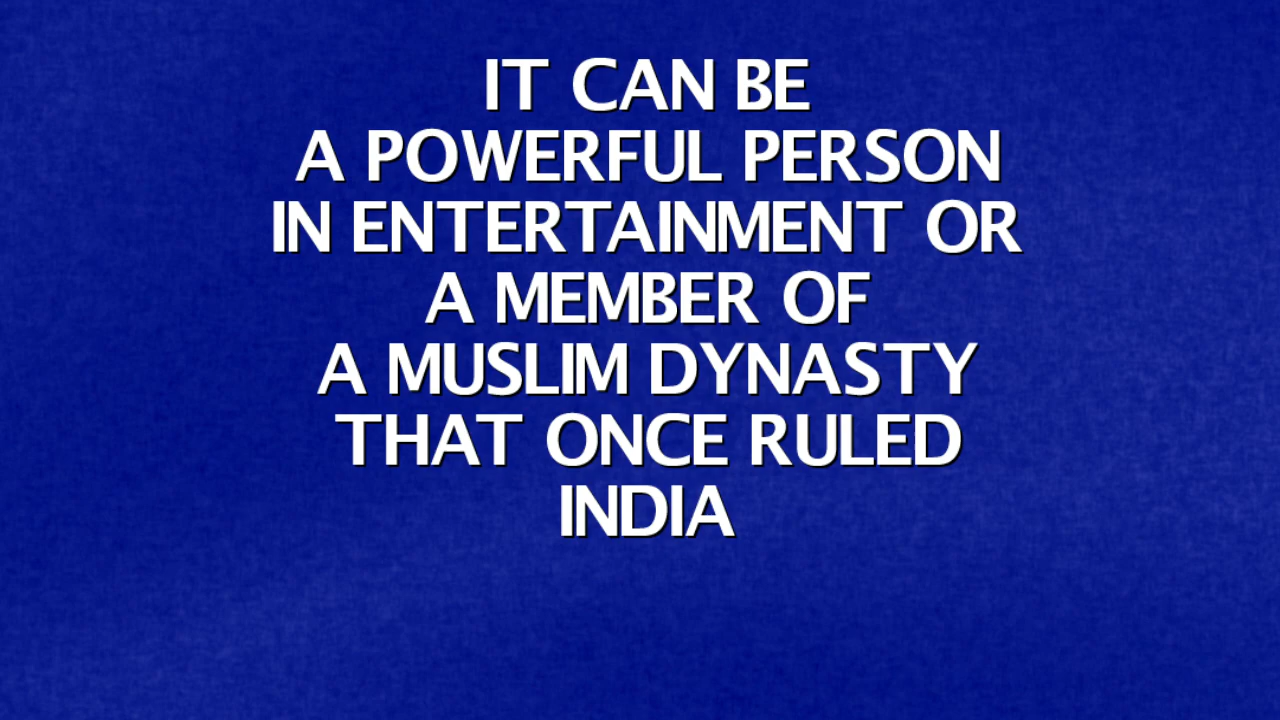 IT CAN BE
A POWERFUL PERSON
IN ENTERTAINMENT OR
A MEMBER OF
A MUSLIM DYNASTY
THAT ONCE RULED
INDIA